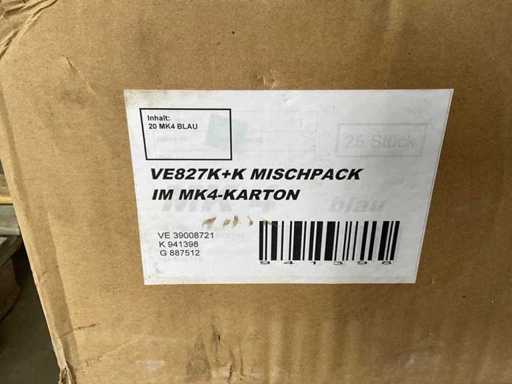 Inhalt:
20 MK4 BLAU
25 Stück
VE827K+K MISCHPACK
IM MK4-KARTON
blau
VE 39008721
K 941398
G 887512
941398